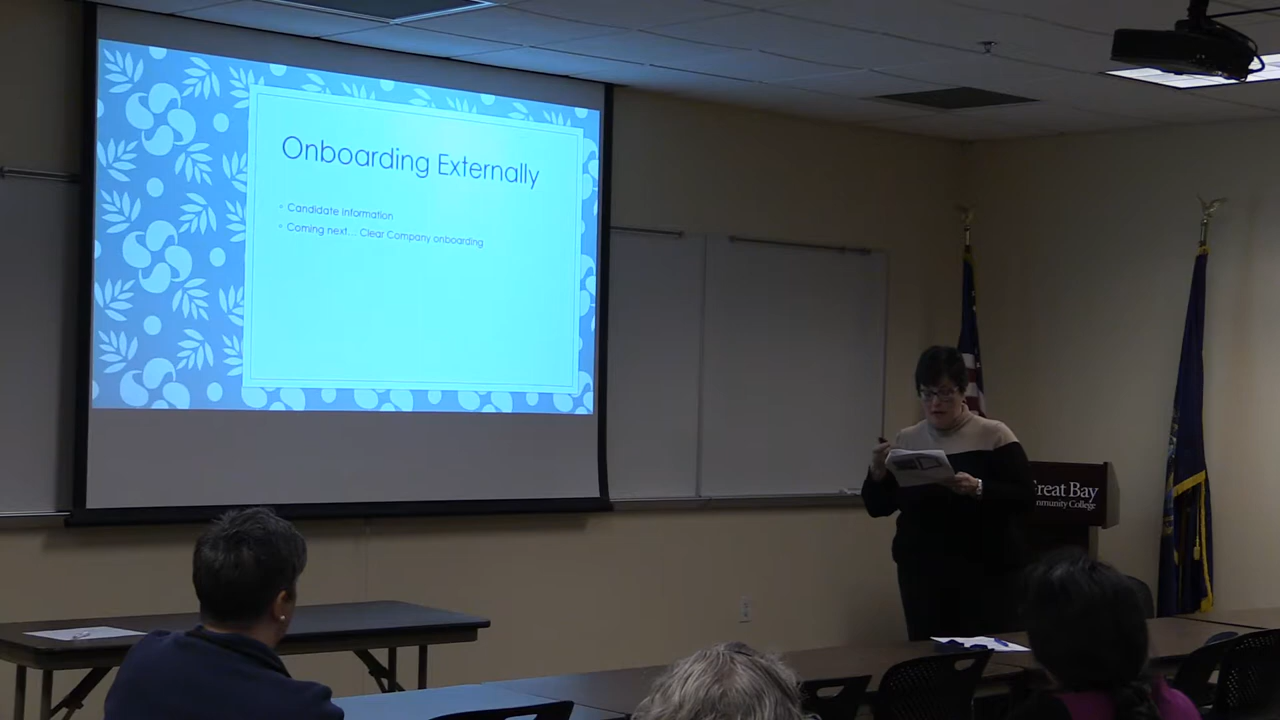 Onboarding Externally
Candidate Information
Coming next... Clear Company onboarding
Great Bay
Community College